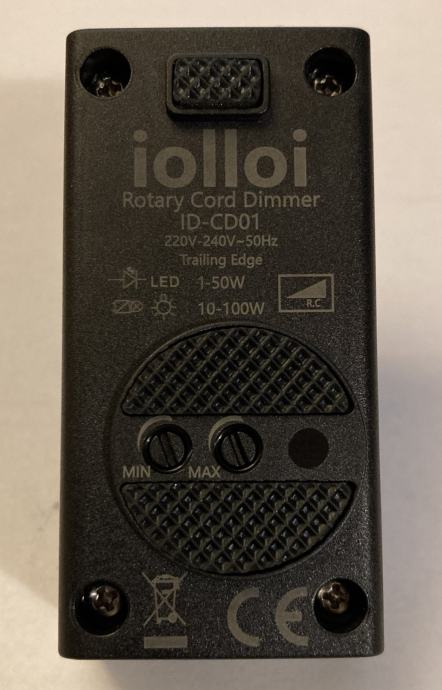 iolloi
Rotary Cord Dimmer
ID-CD01
220V-240V~50Hz
Trailing Edge
LED 1-50W
10-100W
R.C
MIN MAX
CE